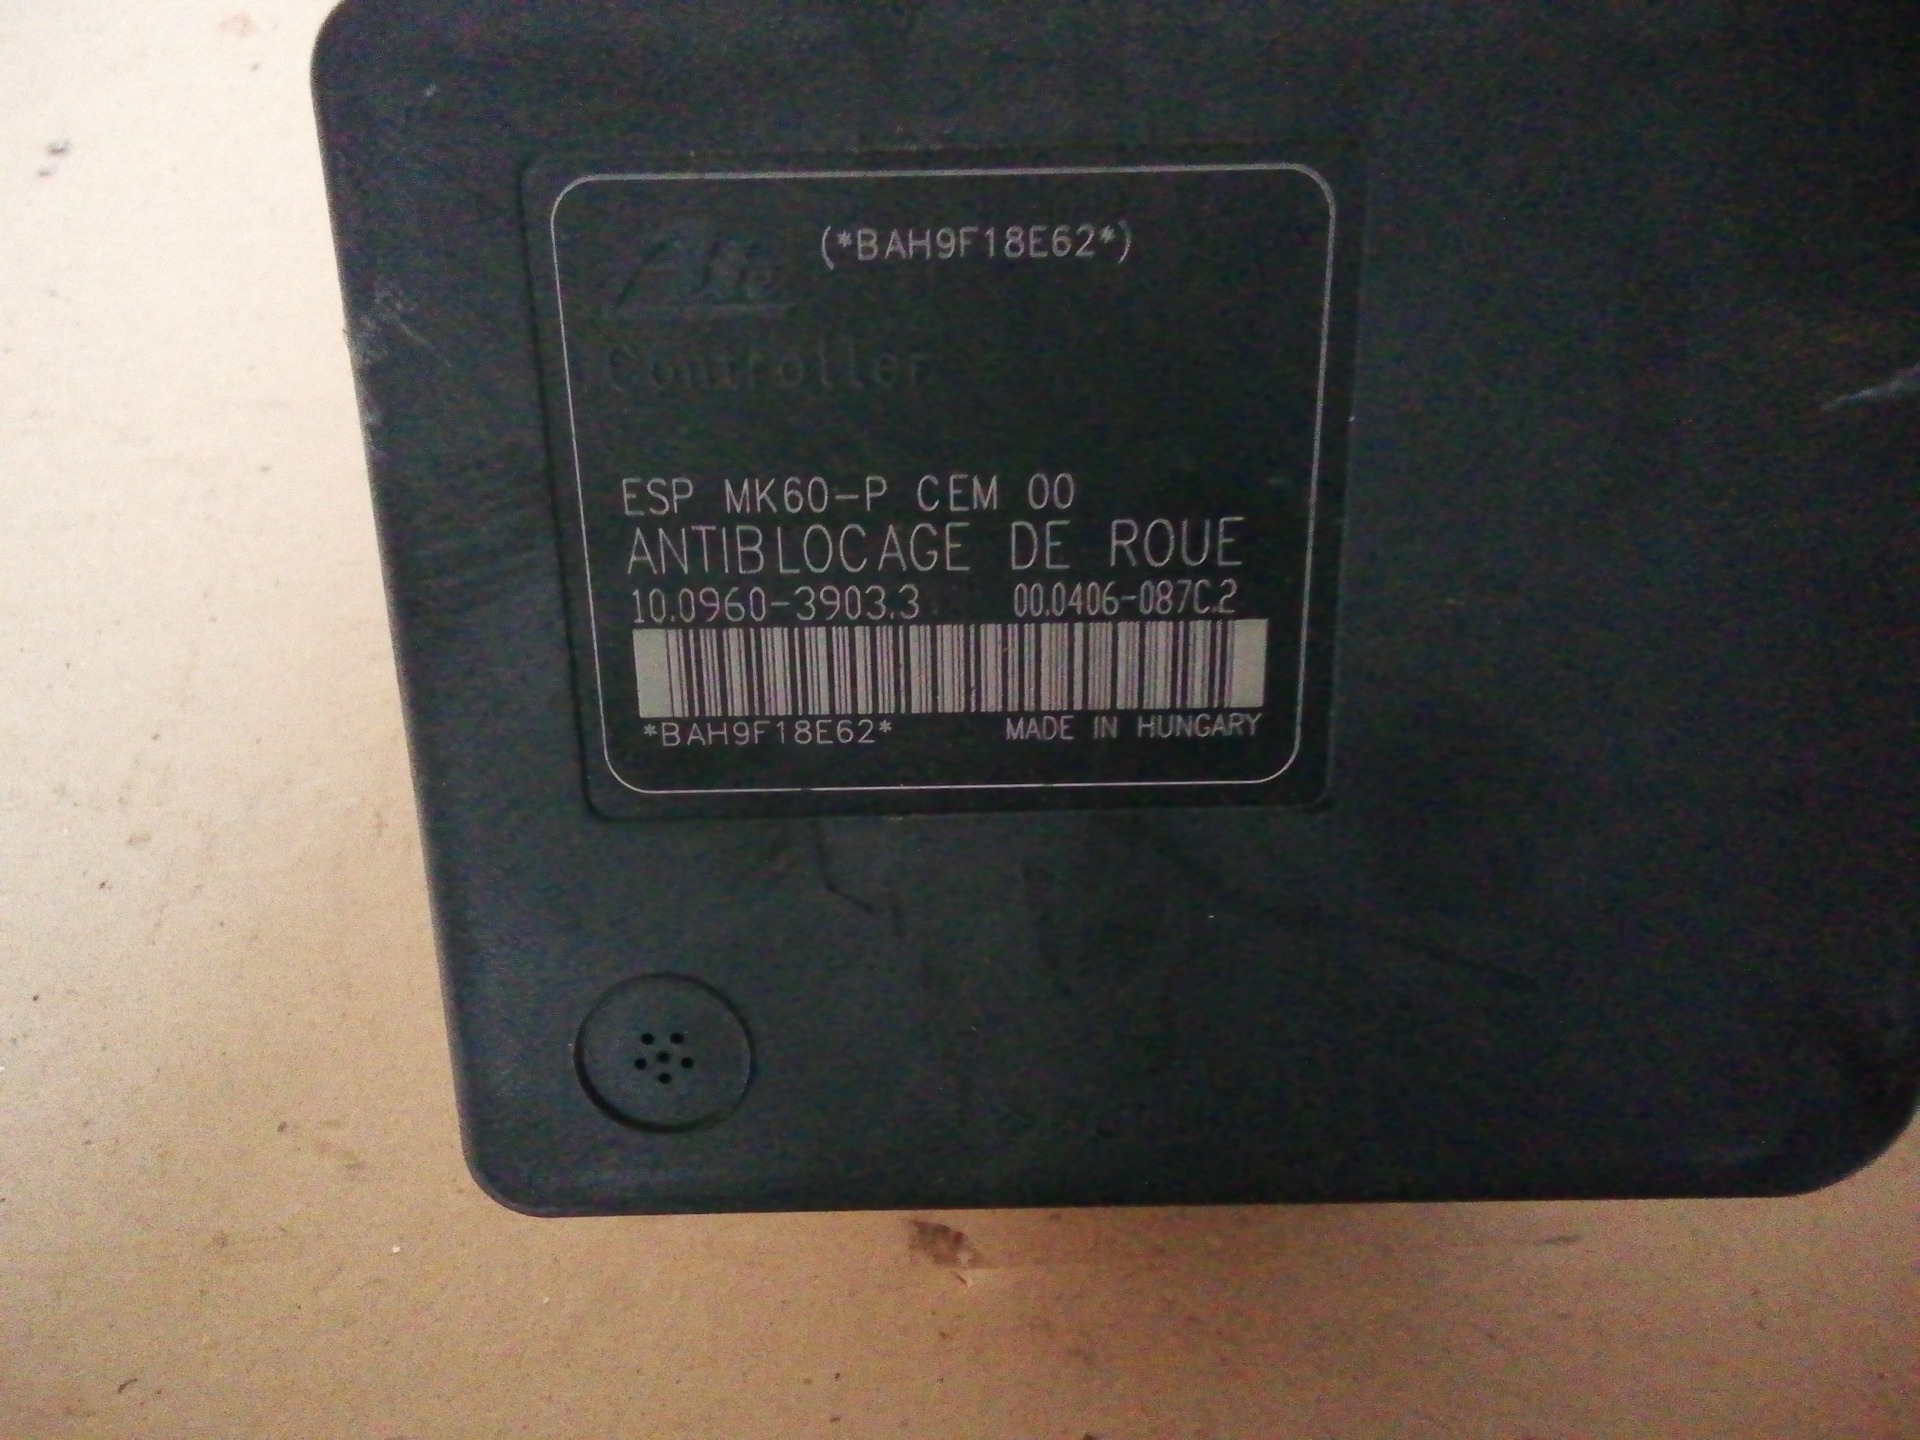 (*BAH9F18E62*)
Ate
Controller
ESP MK60-P CEM 00
ANTIBLOCAGE DE ROUE
10.0960-3903.3 00.0406-087C.2
*BAH9F18E62* MADE IN HUNGARY